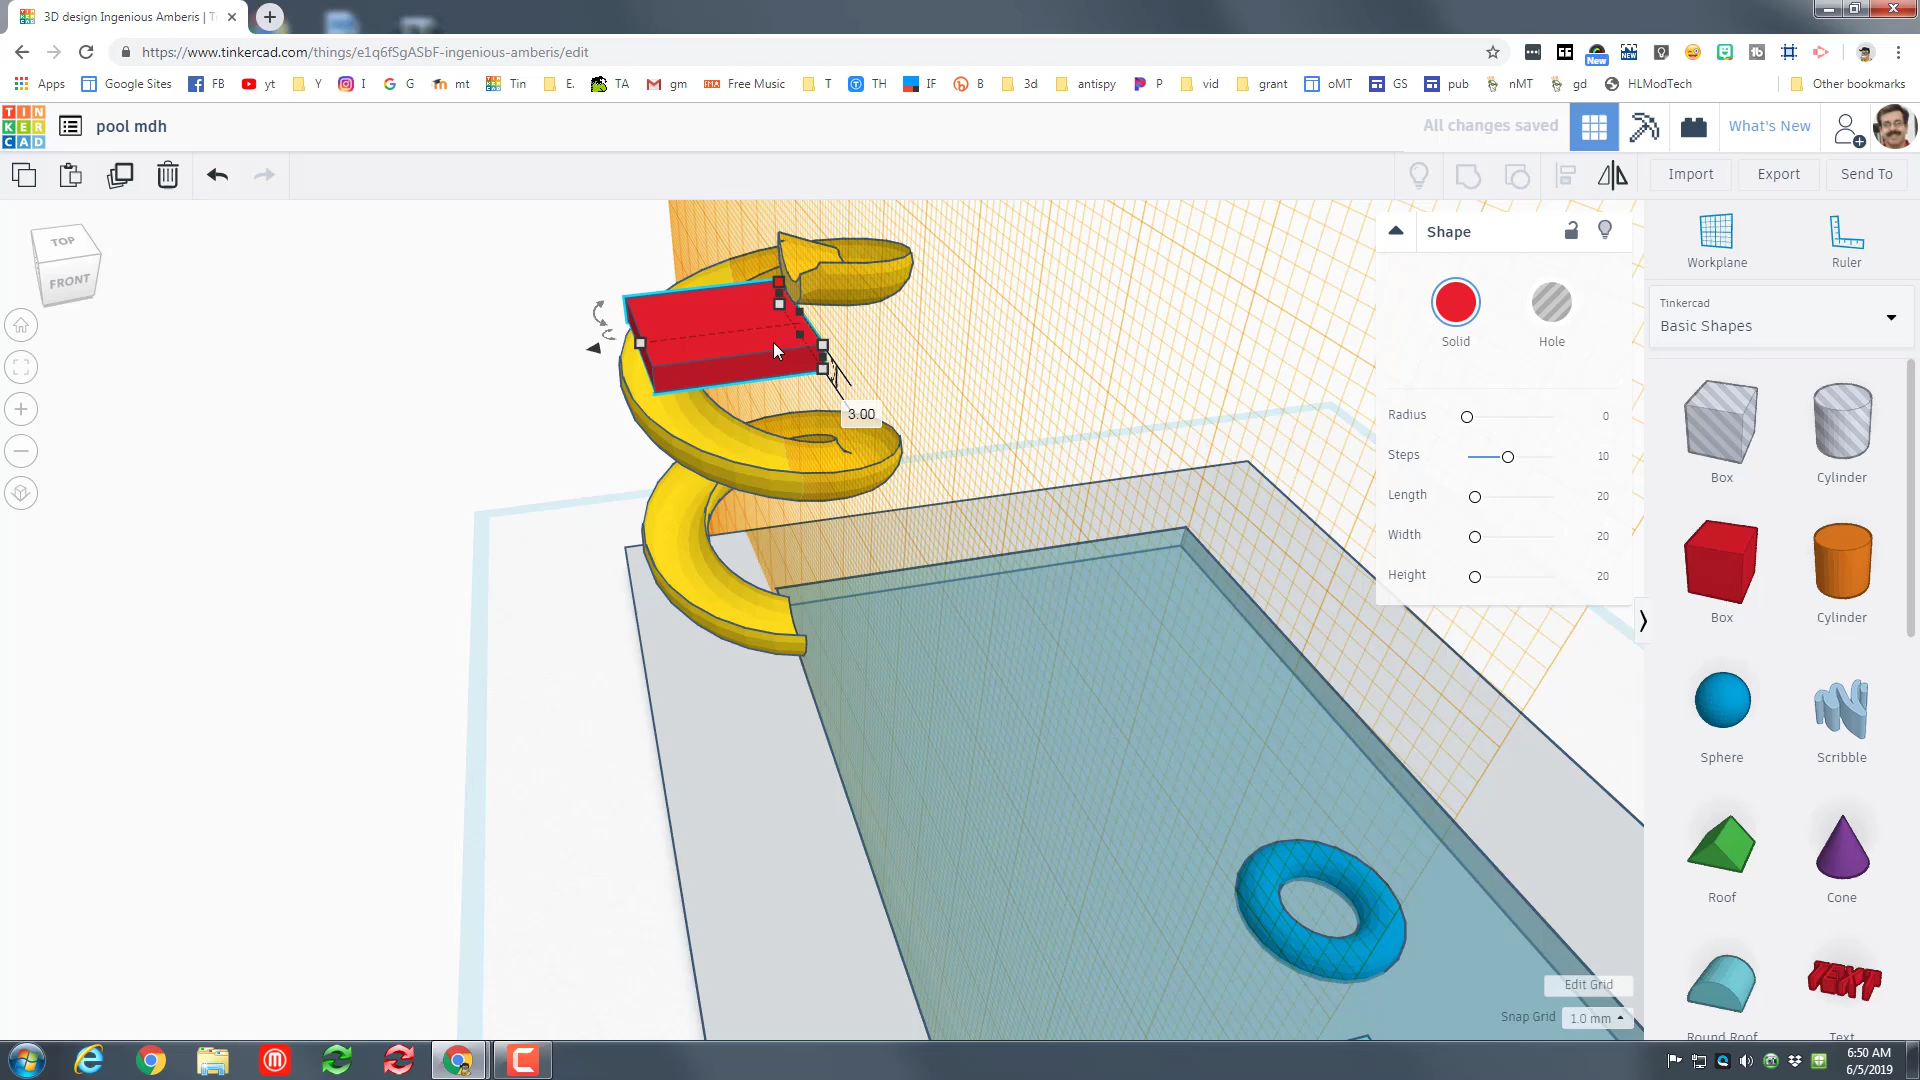 3D design Ingenious Amberis | T
https://www.tinkercad.com/things/e1q6fSgASbF-ingenious-amberis/edit
New
NEW
Apps Google Sites FB yt Y I G mt Tin E. TA gm Free Music T TH IF B 3d antispy P vid grant oMT GS pub nMT gd HLModTech Other bookmarks
TIN
KER
CAD
pool mdh
All changes saved
What's New
Import Export Send To
TOP
FRONT
Shape
Workplane Ruler
Solid Hole
Tinkercad
Basic Shapes
Radius 0
Steps 10
Length 20
Width 20
Height 20
3.00
Box Cylinder
Box Cylinder
Sphere Scribble
Roof Cone
TEXT
Round Roof Text
Edit Grid
Snap Grid 1.0 mm
6:50 AM
6/5/2019